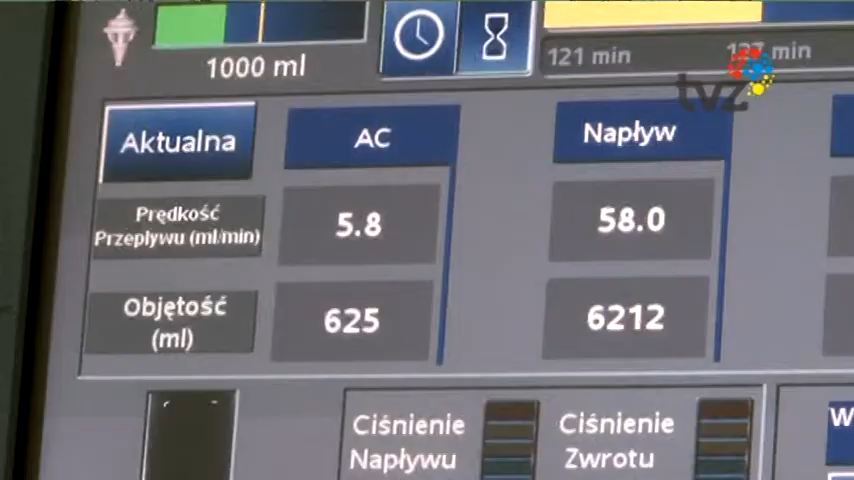 1000 ml
121 min
127 min
tvz
Aktualna
AC
Napływ
Prędkość
Przepływu (ml/min)
5.8
58.0
Objętość
(ml)
625
6212
Ciśnienie
Napływu
Ciśnienie
Zwrotu
W